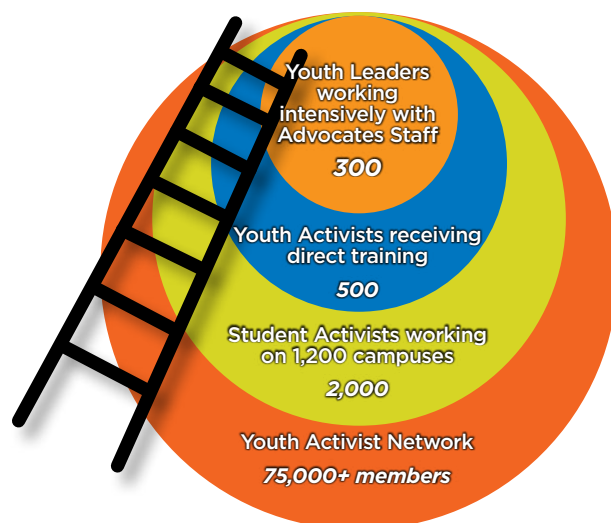 Youth Leaders
working
intensively with
Advocates Staff
300
Youth Activists receiving
direct training
500
Student Activists working
on 1,200 campuses
2,000
Youth Activist Network
75,000+ members